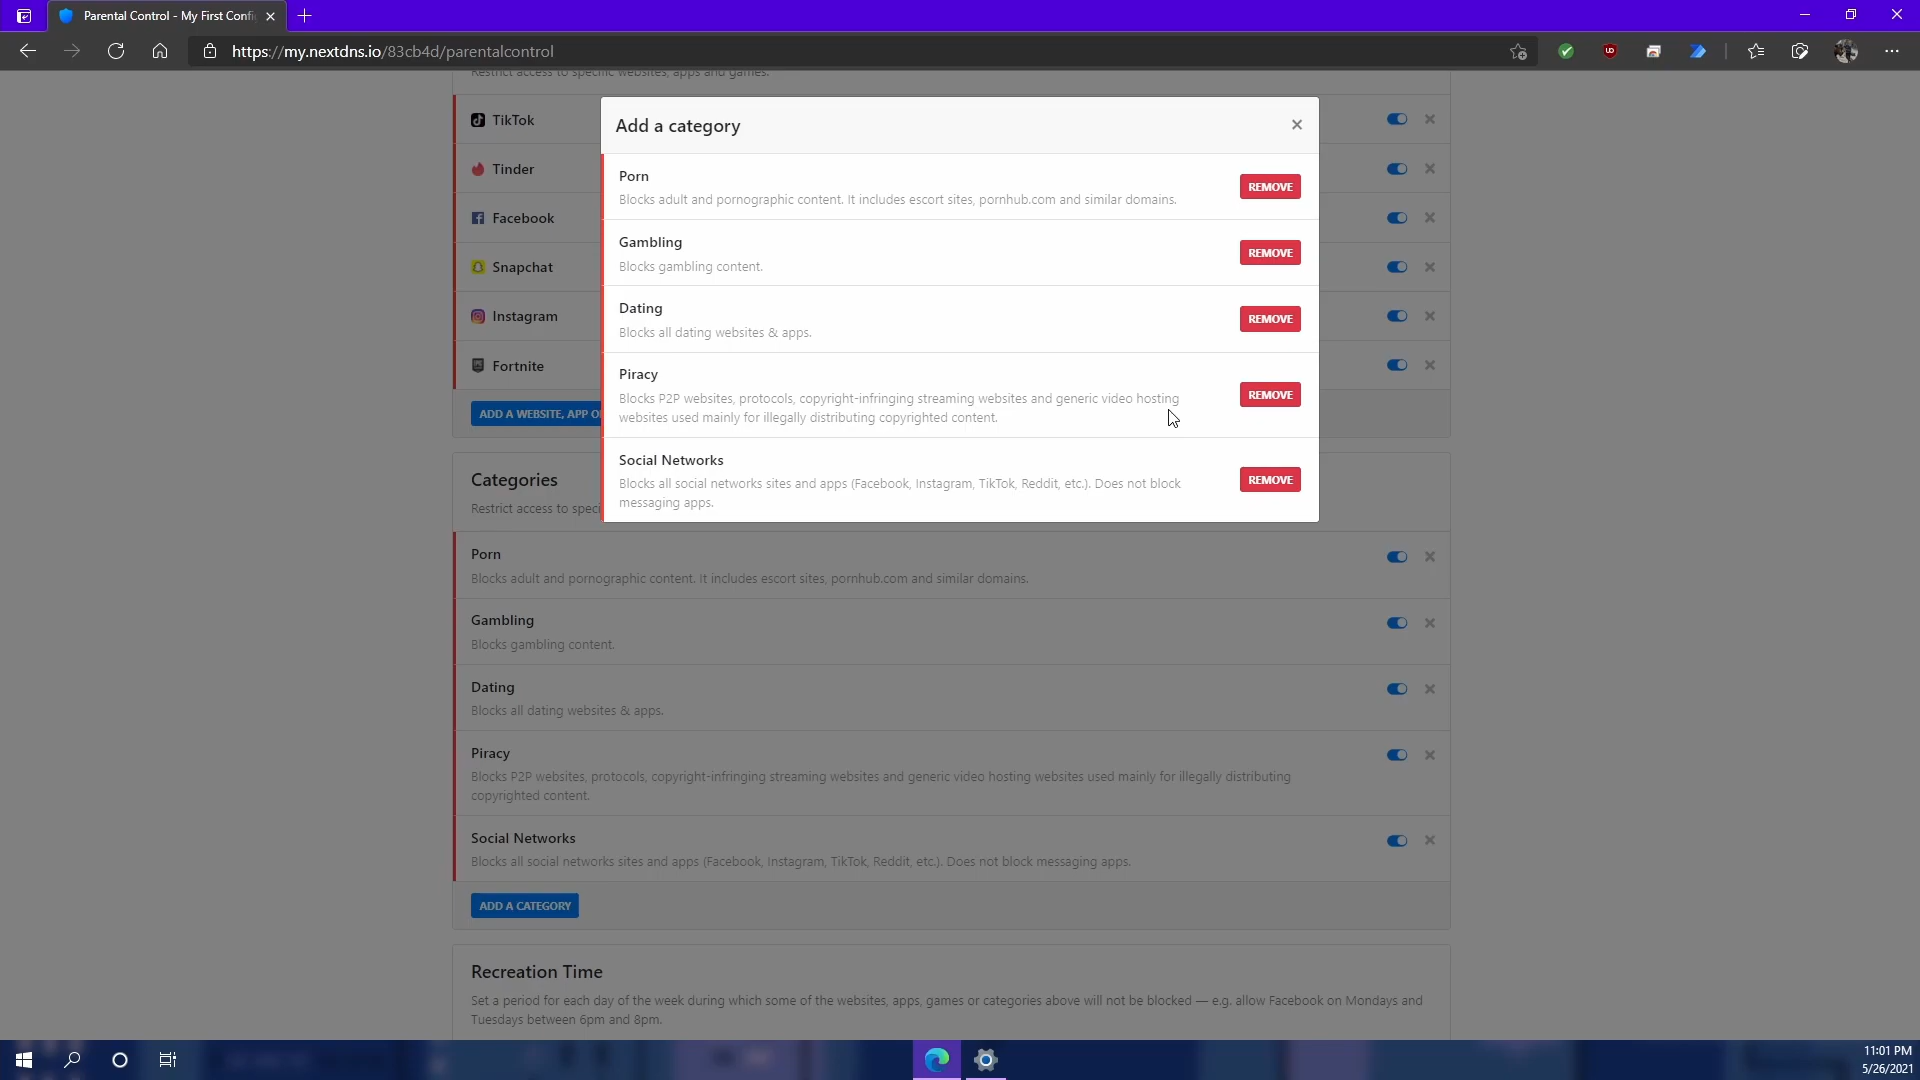 Parental Control - My First Confi
https://my.nextdns.io/83cb4d/parentalcontrol
Restrict access to specific websites, apps and games.
TikTok
Tinder
Facebook
Snapchat
Instagram
Fortnite
ADD A WEBSITE, APP O
Add a category
Porn
Blocks adult and pornographic content. It includes escort sites, pornhub.com and similar domains.
REMOVE
Gambling
Blocks gambling content.
REMOVE
Dating
Blocks all dating websites & apps.
REMOVE
Piracy
Blocks P2P websites, protocols, copyright-infringing streaming websites and generic video hosting
websites used mainly for illegally distributing copyrighted content.
REMOVE
Social Networks
Blocks all social networks sites and apps (Facebook, Instagram, TikTok, Reddit, etc.). Does not block
messaging apps.
REMOVE
Categories
Restrict access to speci
Porn
Blocks adult and pornographic content. It includes escort sites, pornhub.com and similar domains.
Gambling
Blocks gambling content.
Dating
Blocks all dating websites & apps.
Piracy
Blocks P2P websites, protocols, copyright-infringing streaming websites and generic video hosting websites used mainly for illegally distributing
copyrighted content.
Social Networks
Blocks all social networks sites and apps (Facebook, Instagram, TikTok, Reddit, etc.). Does not block messaging apps.
ADD A CATEGORY
Recreation Time
Set a period for each day of the week during which some of the websites, apps, games or categories above will not be blocked — e.g. allow Facebook on Mondays and
Tuesdays between 6pm and 8pm.
11:01 PM
5/26/2021